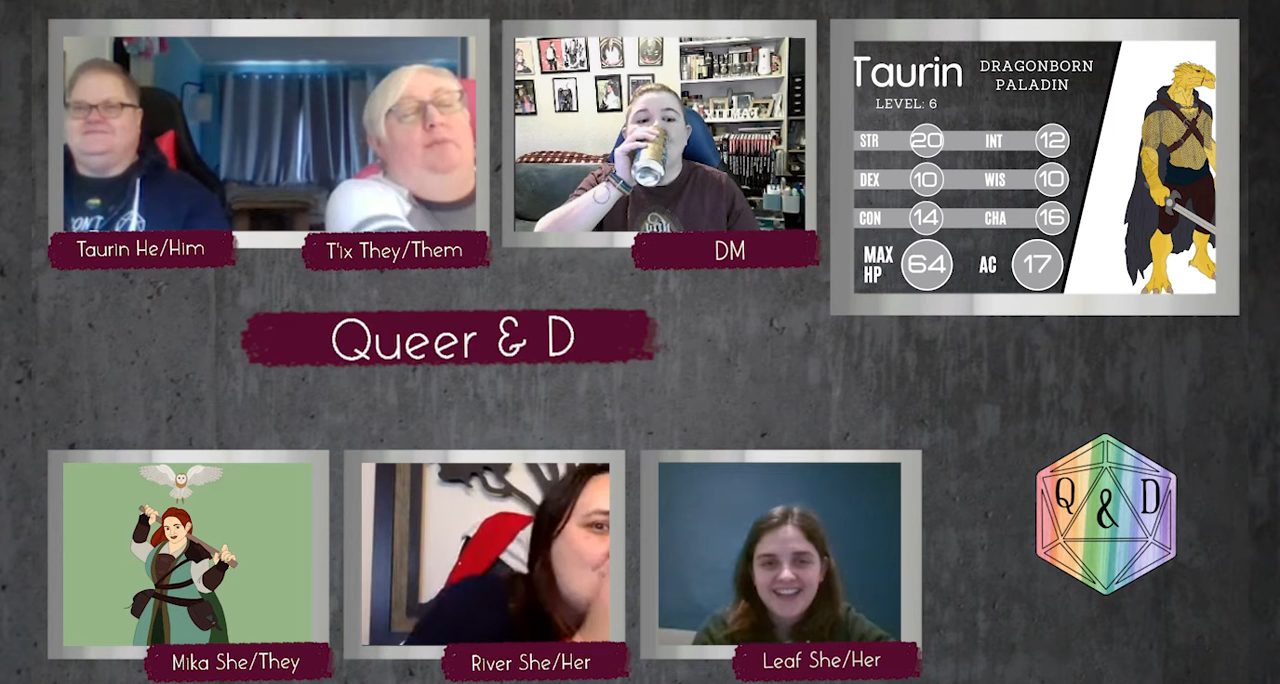 Taurin
DRAGONBORN
PALADIN
LEVEL: 6
STR 20 INT 12
DEX 10 WIS 10
CON 14 CHA 16
MAX
HP 64 AC 17
Taurin He/Him
T'ix They/Them
DM
Queer & D
Q & D
Mika She/They
River She/Her
Leaf She/Her